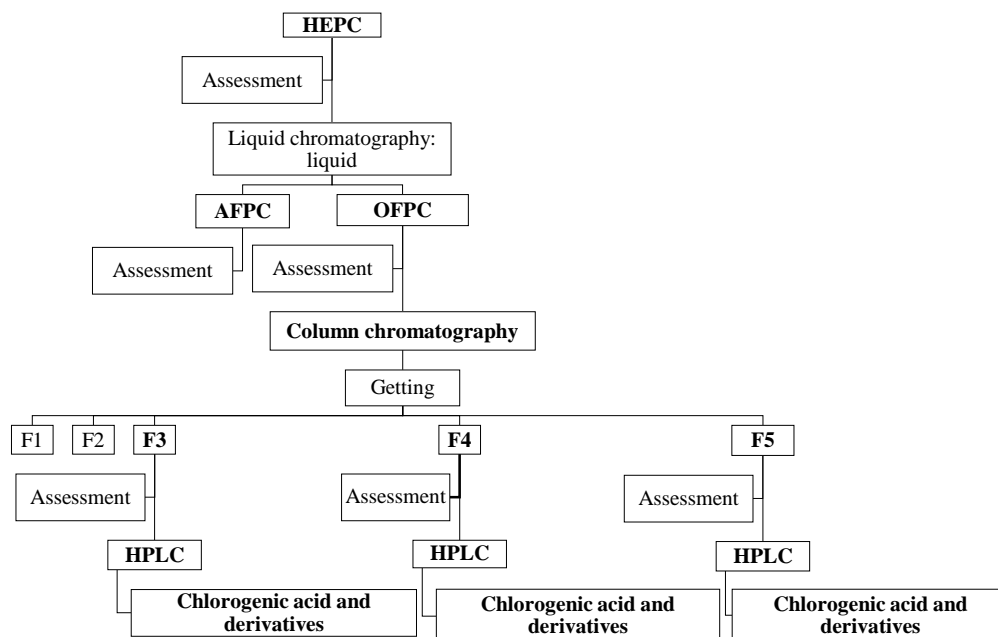 HEPC
Assessment
Liquid chromatography:
liquid
AFPC
OFPC
Assessment
Assessment
Column chromatography
Getting
F1
F2
F3
F4
F5
Assessment
Assessment
Assessment
HPLC
HPLC
HPLC
Chlorogenic acid and
derivatives
Chlorogenic acid and
derivatives
Chlorogenic acid and
derivatives